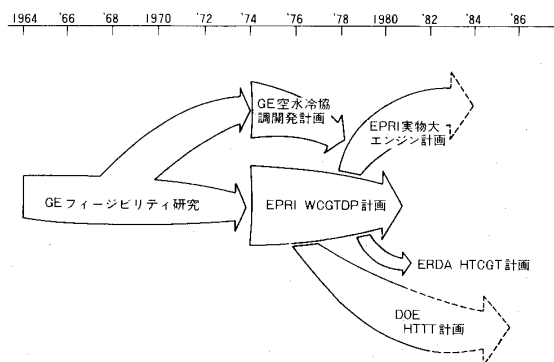 1964 '66 '68 1970 '72 '74 '76 '78 1980 '82 '84 '86
GE空水冷協
調開発計画
EPRI実物大
エンジン計画
GEフィージビリティ研究
EPRI WCGTDP計画
ERDA HTCGT計画
DOE
HTTT計画